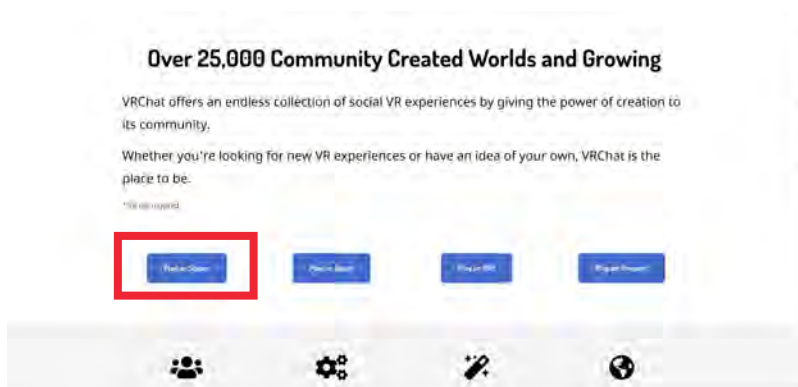 Over 25,000 Community Created Worlds and Growing
VRChat offers an endless collection of social VR experiences by giving the power of creation to
its community.
Whether you're looking for new VR experiences or have an idea of your own, VRChat is the
place to be.